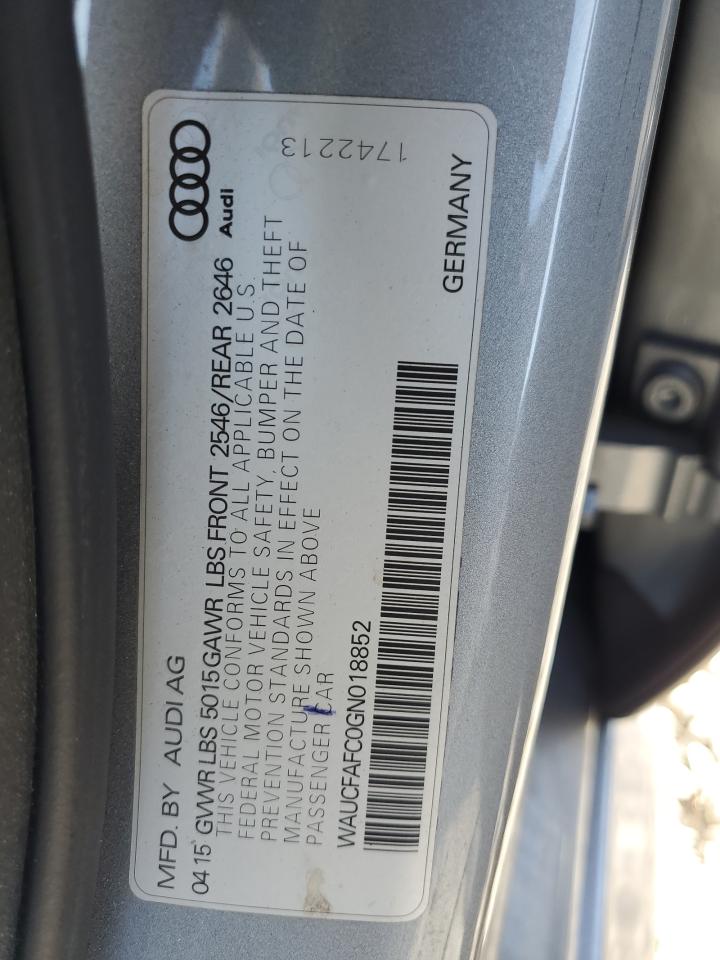 MFD. BY AUDI AG
04 15 GVWR LBS 5015 GAWR LBS.FRONT 2546/REAR 2646
Audi
THIS VEHICLE CONFORMS TO ALL APPLICABLE U.S.
FEDERAL MOTOR VEHICLE SAFETY, BUMPER AND THEFT
PREVENTION STANDARDS IN EFFECT ON THE DATE OF
MANUFACTURE SHOWN ABOVE
PASSENGER CAR
1742213
WAUCFAFC0GN018852
GERMANY